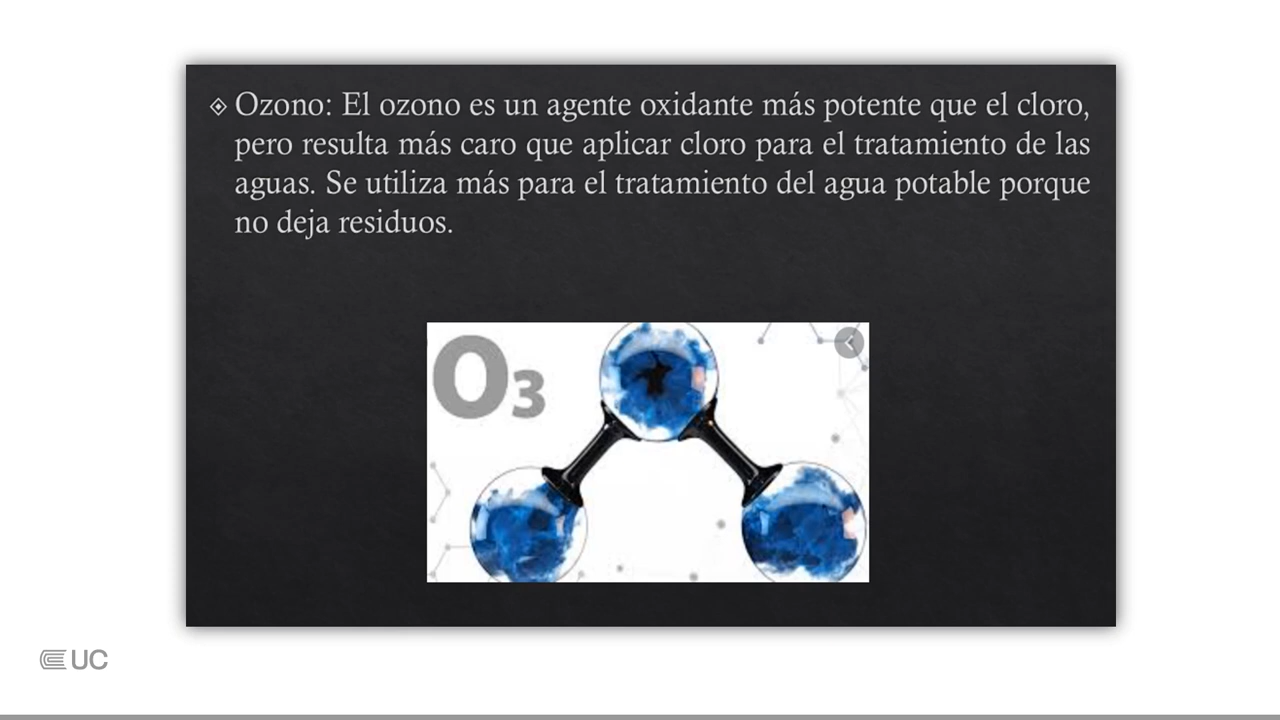 Ozono: El ozono es un agente oxidante más potente que el cloro,
pero resulta más caro que aplicar cloro para el tratamiento de las
aguas. Se utiliza más para el tratamiento del agua potable porque
no deja residuos.
O3
UC